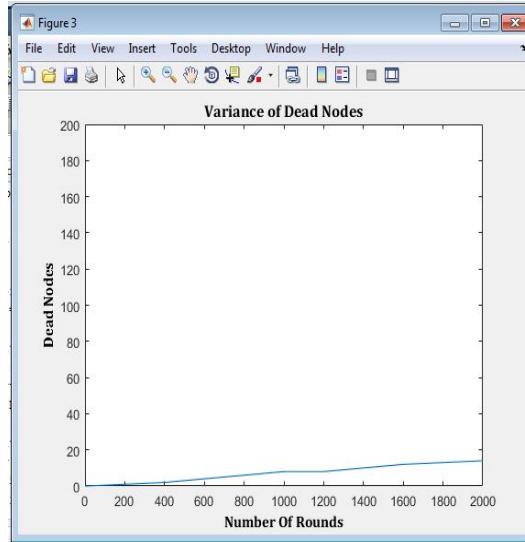 Figure 3
File Edit View Insert Tools Desktop Window Help
Variance of Dead Nodes
200
180
160
140
120
100
80
60
40
20
0
Dead Nodes
0 200 400 600 800 1000 1200 1400 1600 1800 2000
Number Of Rounds